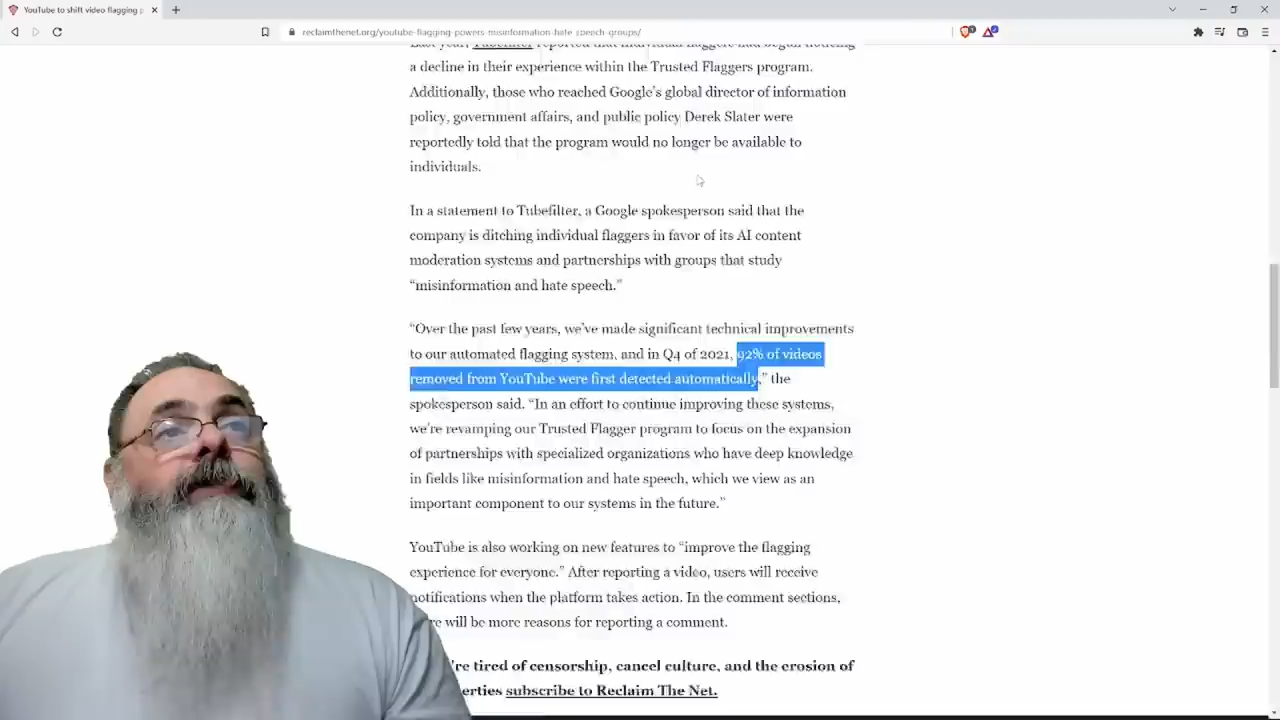 YouTube to shift video flagging p
reclaimthenet.org/youtube-flagging-powers-misinformation-hate-speech-groups/
Last year, Tubefilter reported that individual flaggers had begun noticing
a decline in their experience within the Trusted Flaggers program.
Additionally, those who reached Google's global director of information
policy, government affairs, and public policy Derek Slater were
reportedly told that the program would no longer be available to
individuals.
In a statement to Tubefilter, a Google spokesperson said that the
company is ditching individual flaggers in favor of its AI content
moderation systems and partnerships with groups that study
“misinformation and hate speech.”
“Over the past few years, we've made significant technical improvements
to our automated flagging system, and in Q4 of 2021, 92% of videos
removed from YouTube were first detected automatically,” the
spokesperson said. “In an effort to continue improving these systems,
we're revamping our Trusted Flagger program to focus on the expansion
of partnerships with specialized organizations who have deep knowledge
in fields like misinformation and hate speech, which we view as an
important component to our systems in the future.”
YouTube is also working on new features to “improve the flagging
experience for everyone.” After reporting a video, users will receive
notifications when the platform takes action. In the comment sections,
re will be more reasons for reporting a comment.
're tired of censorship, cancel culture, and the erosion of
erties subscribe to Reclaim The Net.